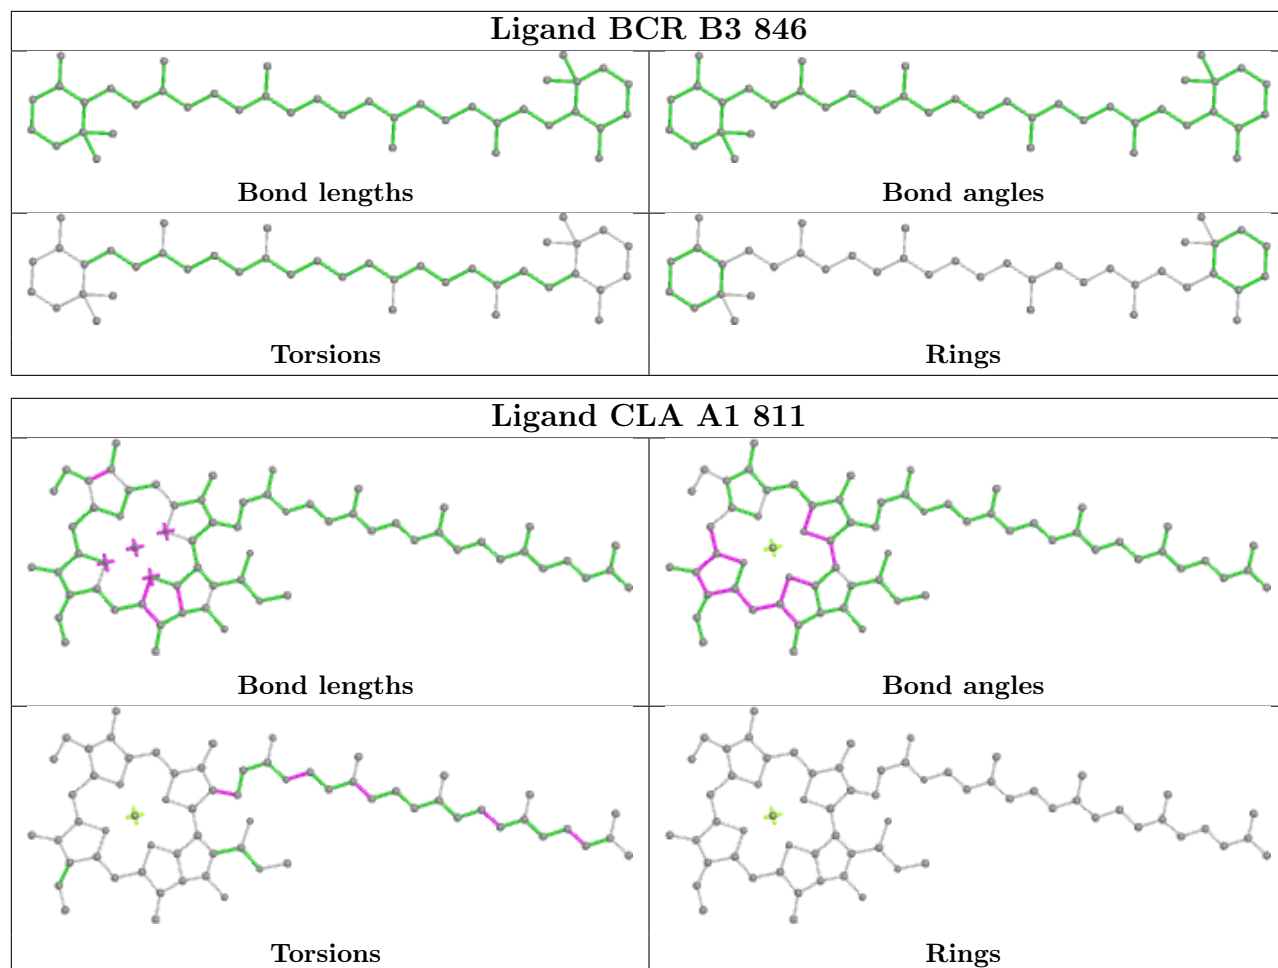 Ligand BCR B3 846
Bond lengths
Bond angles
Torsions
Rings
Ligand CLA A1 811
Bond lengths
Bond angles
Torsions
Rings